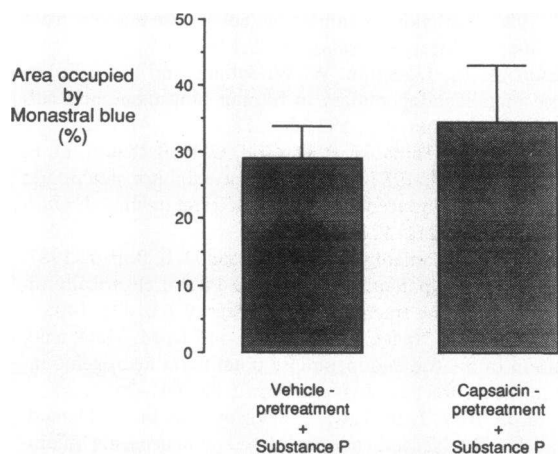 Area occupied
by
Monastral blue
(%)
50
40
30
20
10
0
Vehicle -
pretreatment
+
Substance P
Capsaicin -
pretreatment
+
Substance P